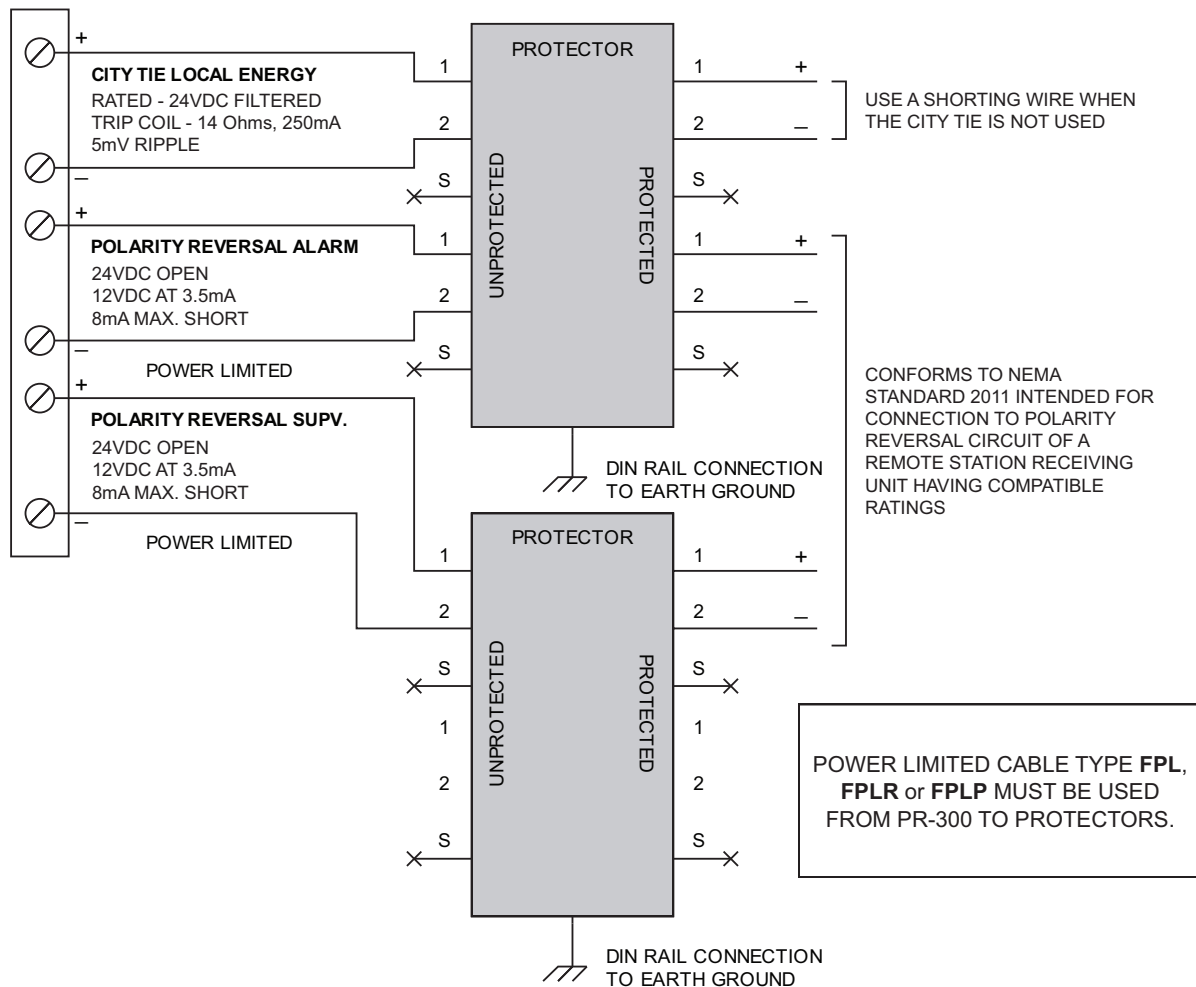 +
CITY TIE LOCAL ENERGY
RATED - 24VDC FILTERED
TRIP COIL - 14 Ohms, 250mA
5mV RIPPLE
–
+
POLARITY REVERSAL ALARM
24VDC OPEN
12VDC AT 3.5mA
8mA MAX. SHORT
–
POWER LIMITED
+
POLARITY REVERSAL SUPV.
24VDC OPEN
12VDC AT 3.5mA
8mA MAX. SHORT
–
POWER LIMITED
PROTECTOR
1
2
S
1
2
S
UNPROTECTED
PROTECTED
1 +
2 –
S
1 +
2 –
S
USE A SHORTING WIRE WHEN
THE CITY TIE IS NOT USED
DIN RAIL CONNECTION
TO EARTH GROUND
CONFORMS TO NEMA
STANDARD 2011 INTENDED FOR
CONNECTION TO POLARITY
REVERSAL CIRCUIT OF A
REMOTE STATION RECEIVING
UNIT HAVING COMPATIBLE
RATINGS
PROTECTOR
1
2
S
1
2
S
UNPROTECTED
PROTECTED
1 +
2 –
S
1
2
S
DIN RAIL CONNECTION
TO EARTH GROUND
POWER LIMITED CABLE TYPE FPL,
FPLR or FPLP MUST BE USED
FROM PR-300 TO PROTECTORS.